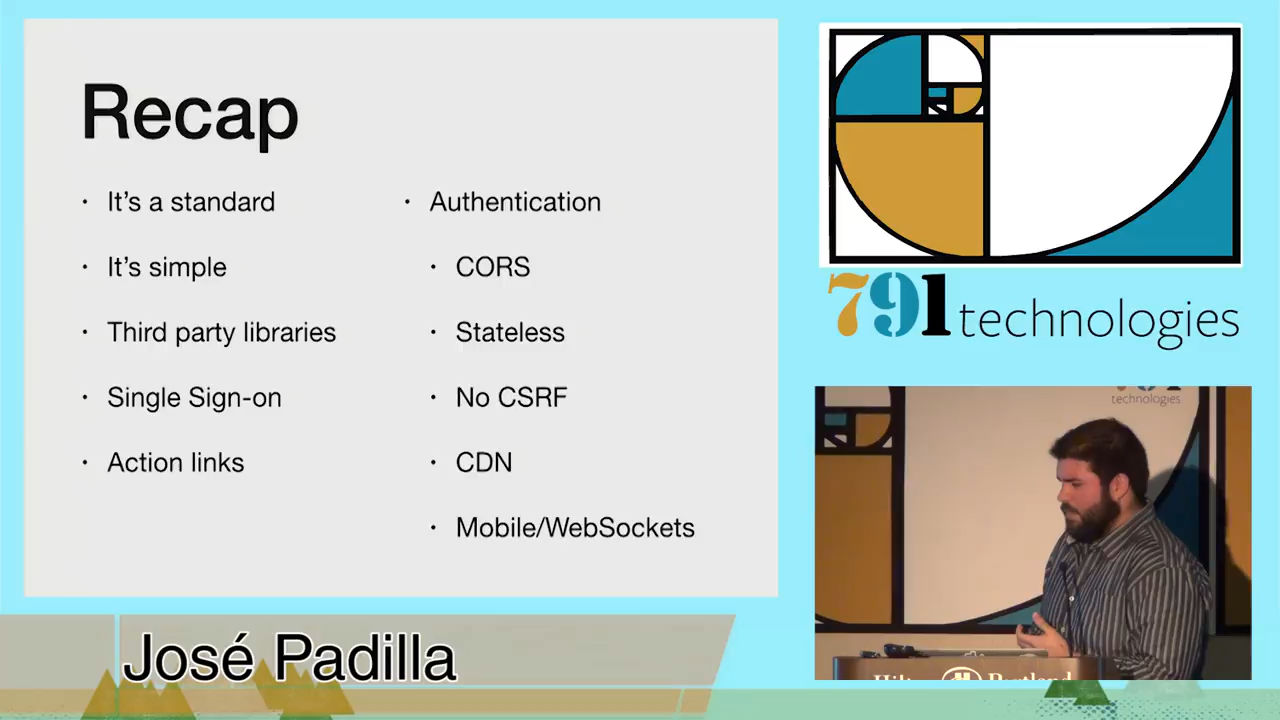 Recap
· It’s a standard
· It’s simple
· Third party libraries
· Single Sign-on
· Action links
· Authentication
· CORS
· Stateless
· No CSRF
· CDN
· Mobile/WebSockets
791 technologies
technologies
José Padilla